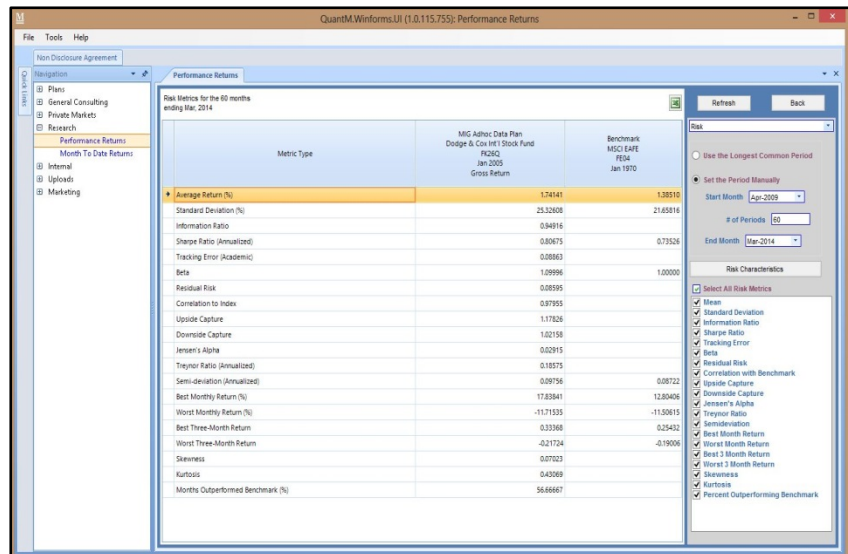 QuantM.Winforms.UI (1.0.115.755): Performance Returns
File Tools Help
Non Disclosure Agreement
Quick Links
Navigation
Plans
General Consulting
Private Markets
Research
Performance Returns
Month To Date Returns
Internal
Uploads
Marketing
Performance Returns
Risk Metrics for the 60 months
ending Mar, 2014
Metric Type
MIG Adhoc Data Plan
Dodge & Cox Int'l Stock Fund
FK26Q
Jan 2005
Gross Return
Benchmark
MSCI EAFE
FE04
Jan 1970
Average Return (%) 1.74141 1.38510
Standard Deviation (%) 25.32608 21.65816
Information Ratio 0.94916
Sharpe Ratio (Annualized) 0.80675 0.73526
Tracking Error (Academic) 0.08863
Beta 1.09996 1.00000
Residual Risk 0.08595
Correlation to Index 0.97955
Upside Capture 1.17826
Downside Capture 1.02158
Jensen's Alpha 0.02915
Treynor Ratio (Annualized) 0.18575
Semi-deviation (Annualized) 0.09756 0.08722
Best Monthly Return (%) 17.83841 12.80406
Worst Monthly Return (%) -11.71535 -11.50615
Best Three-Month Return 0.33368 0.25432
Worst Three-Month Return -0.21724 -0.19006
Skewness 0.07023
Kurtosis 0.43069
Months Outperformed Benchmark (%) 56.66667
Refresh Back
Risk
Use the Longest Common Period
Set the Period Manually
Start Month Apr-2009
# of Periods 60
End Month Mar-2014
Risk Characteristics
Select All Risk Metrics
Mean
Standard Deviation
Information Ratio
Sharpe Ratio
Tracking Error
Beta
Residual Risk
Correlation with Benchmark
Upside Capture
Downside Capture
Jensen's Alpha
Treynor Ratio
Semideviation
Best Month Return
Worst Month Return
Best 3 Month Return
Worst 3 Month Return
Skewness
Kurtosis
Percent Outperforming Benchmark